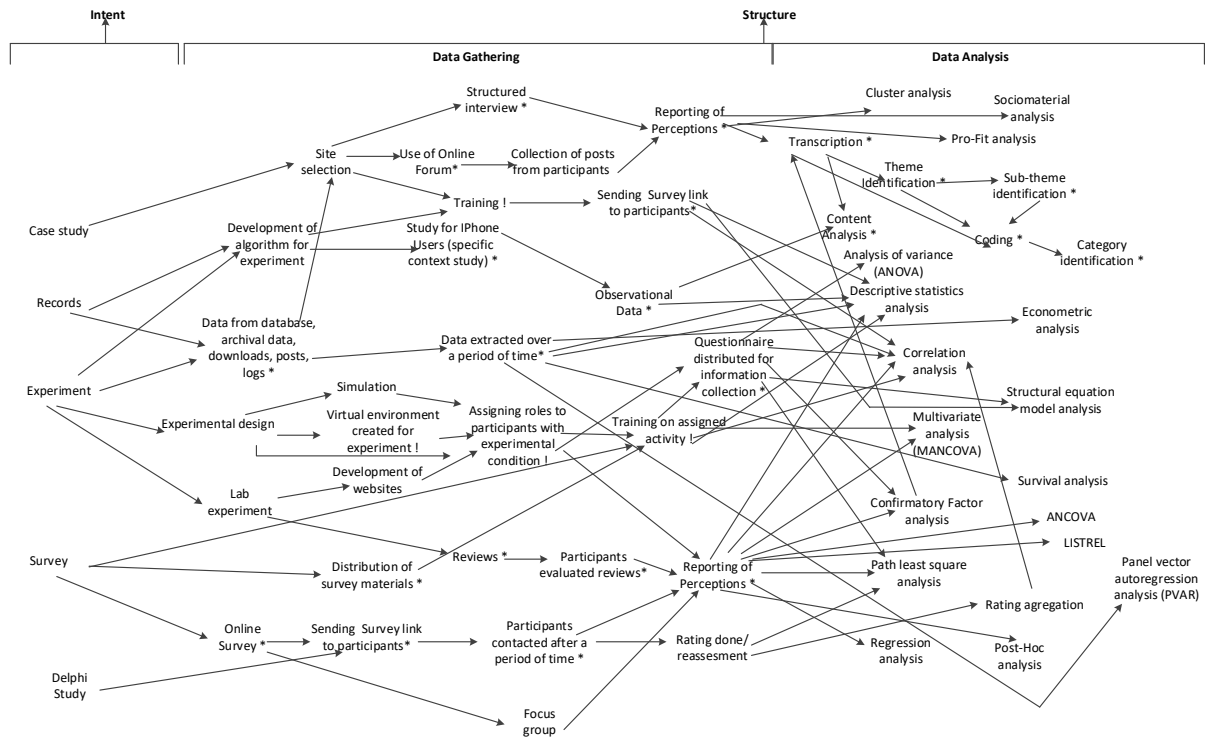 Intent
Structure
Data Gathering
Data Analysis
Structured
interview *
Reporting of
Perceptions *
Cluster analysis
Sociomaterial
analysis
Pro-Fit analysis
Site
selection
Use of Online
Forum*
Collection of posts
from participants
Transcription *
Theme
Identification *
Sub-theme
identification *
Training !
Sending Survey link
to participants*
Case study
Development of
algorithm for
experiment
Study for IPhone
Users (specific
context study) *
Content
Analysis *
Coding *
Category
identification *
Analysis of variance
(ANOVA)
Records
Observational
Data *
Descriptive statistics
analysis
Data from database,
archival data,
downloads, posts,
logs *
Data extracted over
a period of time*
Questionnaire
distributed for
information
collection *
Econometric
analysis
Correlation
analysis
Experiment
Simulation
Structural equation
model analysis
Experimental design
Virtual environment
created for
experiment !
Assigning roles to
participants with
experimental
condition !
Training on assigned
activity !
Multivariate
analysis
(MANCOVA)
Development of
websites
Survival analysis
Lab
experiment
Confirmatory Factor
analysis
ANCOVA
LISTREL
Survey
Distribution of
survey materials *
Reviews *
Participants
evaluated reviews*
Reporting of
Perceptions *
Path least square
analysis
Panel vector
autoregression
analysis (PVAR)
Rating agregation
Online
Survey *
Sending Survey link
to participants*
Participants
contacted after a
period of time *
Rating done/
reassesment
Regression
analysis
Post-Hoc
analysis
Delphi
Study
Focus
group